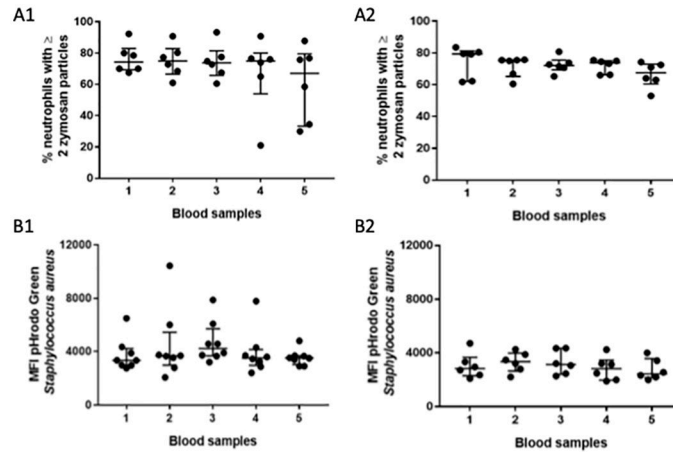 A1
% neutrophils with ≥
2 zymosan particles
100
80
60
40
20
0
1 2 3 4 5
Blood samples
A2
% neutrophils with ≥
2 zymosan particles
100
80
60
40
20
0
1 2 3 4 5
Blood samples
B1
MFI pHrodo Green
Staphylococcus aureus
12000
8000
4000
0
1 2 3 4 5
Blood samples
B2
MFI pHrodo Green
Staphylococcus aureus
12000
8000
4000
0
1 2 3 4 5
Blood samples